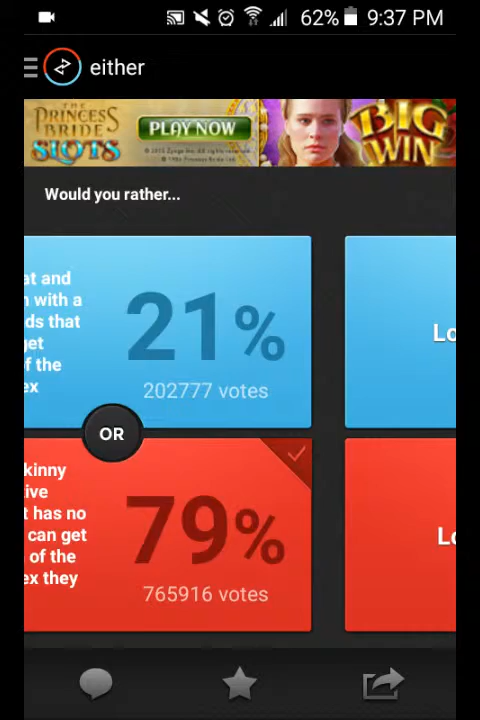 62% 9:37 PM
either
THE
PRINCESS
BRIDE
SLOTS
PLAY NOW
BIG
WIN
Would you rather...
at and
n with a
ds that
get
f the
ex
21%
202777 votes
Lo
OR
kinny
ive
t has no
can get
of the
ex they
79%
765916 votes
Lo